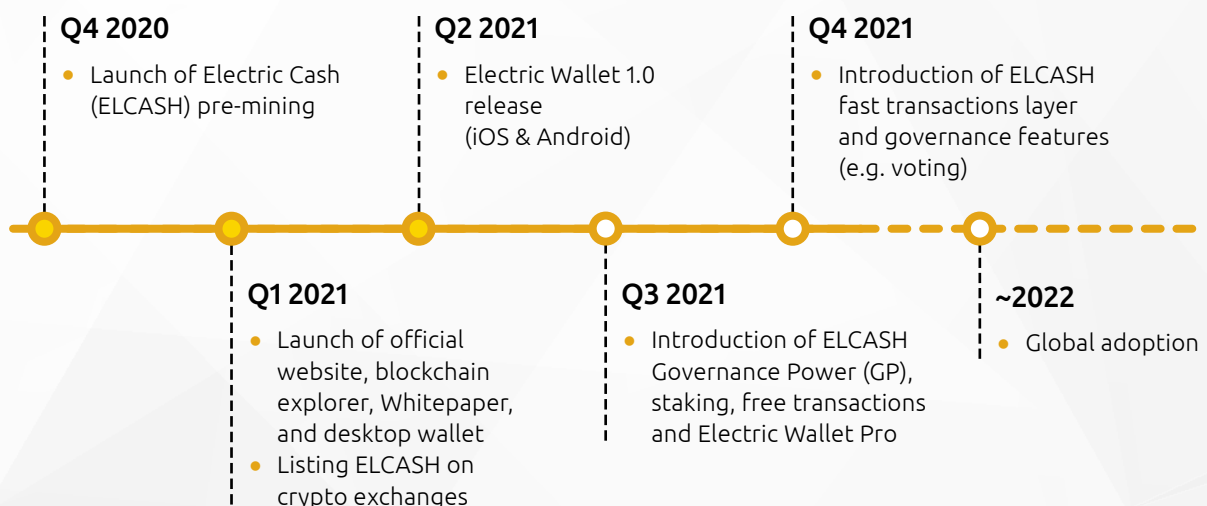 Q4 2020
Launch of Electric Cash
(ELCASH) pre-mining
Q2 2021
Electric Wallet 1.0
release
(iOS & Android)
Q4 2021
Introduction of ELCASH
fast transactions layer
and governance features
(e.g. voting)
Q1 2021
Launch of official
website, blockchain
explorer, Whitepaper,
and desktop wallet
Listing ELCASH on
crypto exchanges
Q3 2021
Introduction of ELCASH
Governance Power (GP),
staking, free transactions
and Electric Wallet Pro
~2022
Global adoption